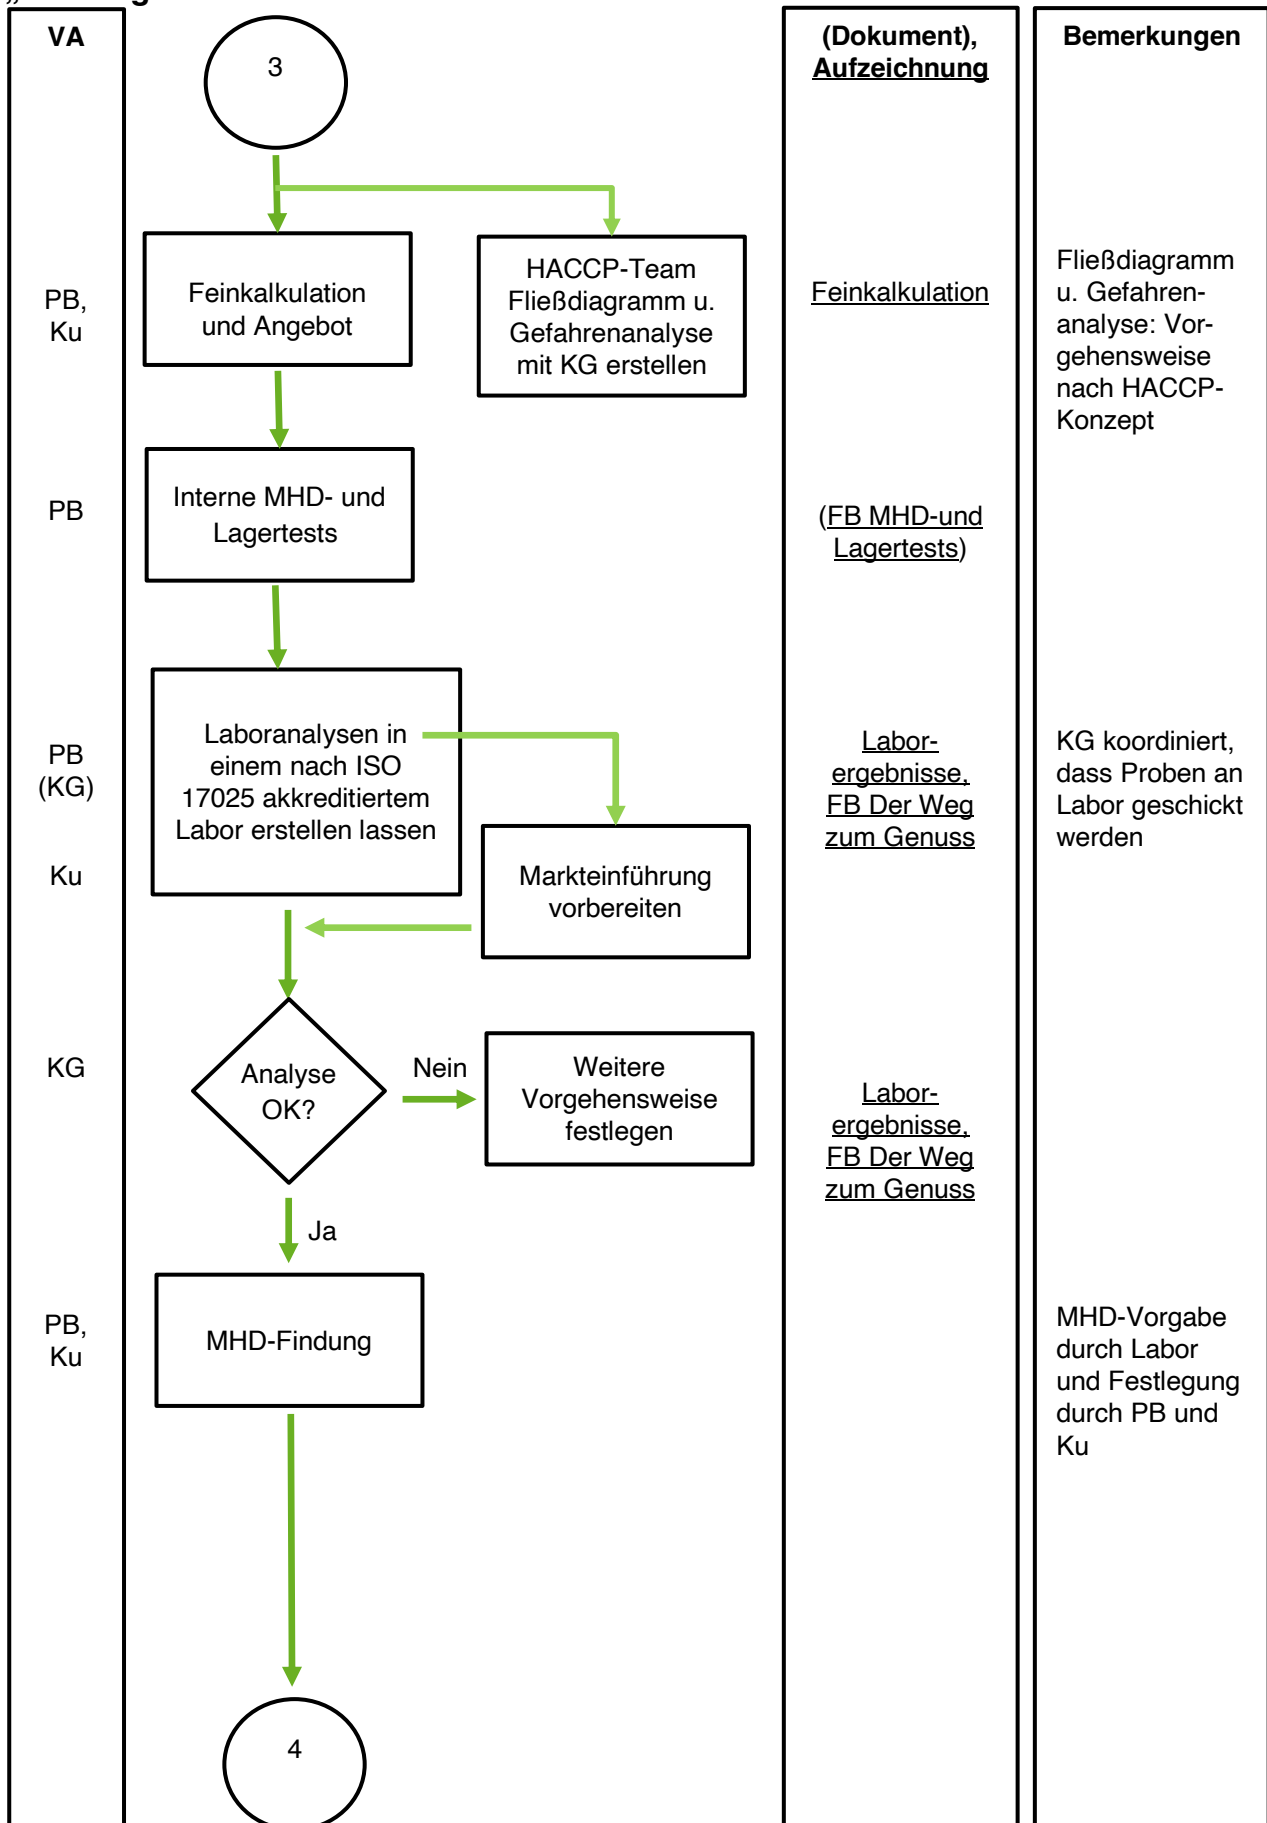 VA
(Dokument),
Aufzeichnung
Bemerkungen
3
PB,
Ku
Feinkalkulation
und Angebot
HACCP-Team
Fließdiagramm u.
Gefahrenanalyse
mit KG erstellen
Feinkalkulation
Fließdiagramm
u. Gefahren-
analyse: Vor-
gehensweise
nach HACCP-
Konzept
PB
Interne MHD- und
Lagertests
(FB MHD-und
Lagertests)
PB
(KG)
Laboranalysen in
einem nach ISO
17025 akkreditiertem
Labor erstellen lassen
Labor-
ergebnisse,
FB Der Weg
zum Genuss
KG koordiniert,
dass Proben an
Labor geschickt
werden
Ku
Markteinführung
vorbereiten
KG
Analyse
OK?
Nein
Weitere
Vorgehensweise
festlegen
Labor-
ergebnisse,
FB Der Weg
zum Genuss
Ja
PB,
Ku
MHD-Findung
MHD-Vorgabe
durch Labor
und Festlegung
durch PB und
Ku
4